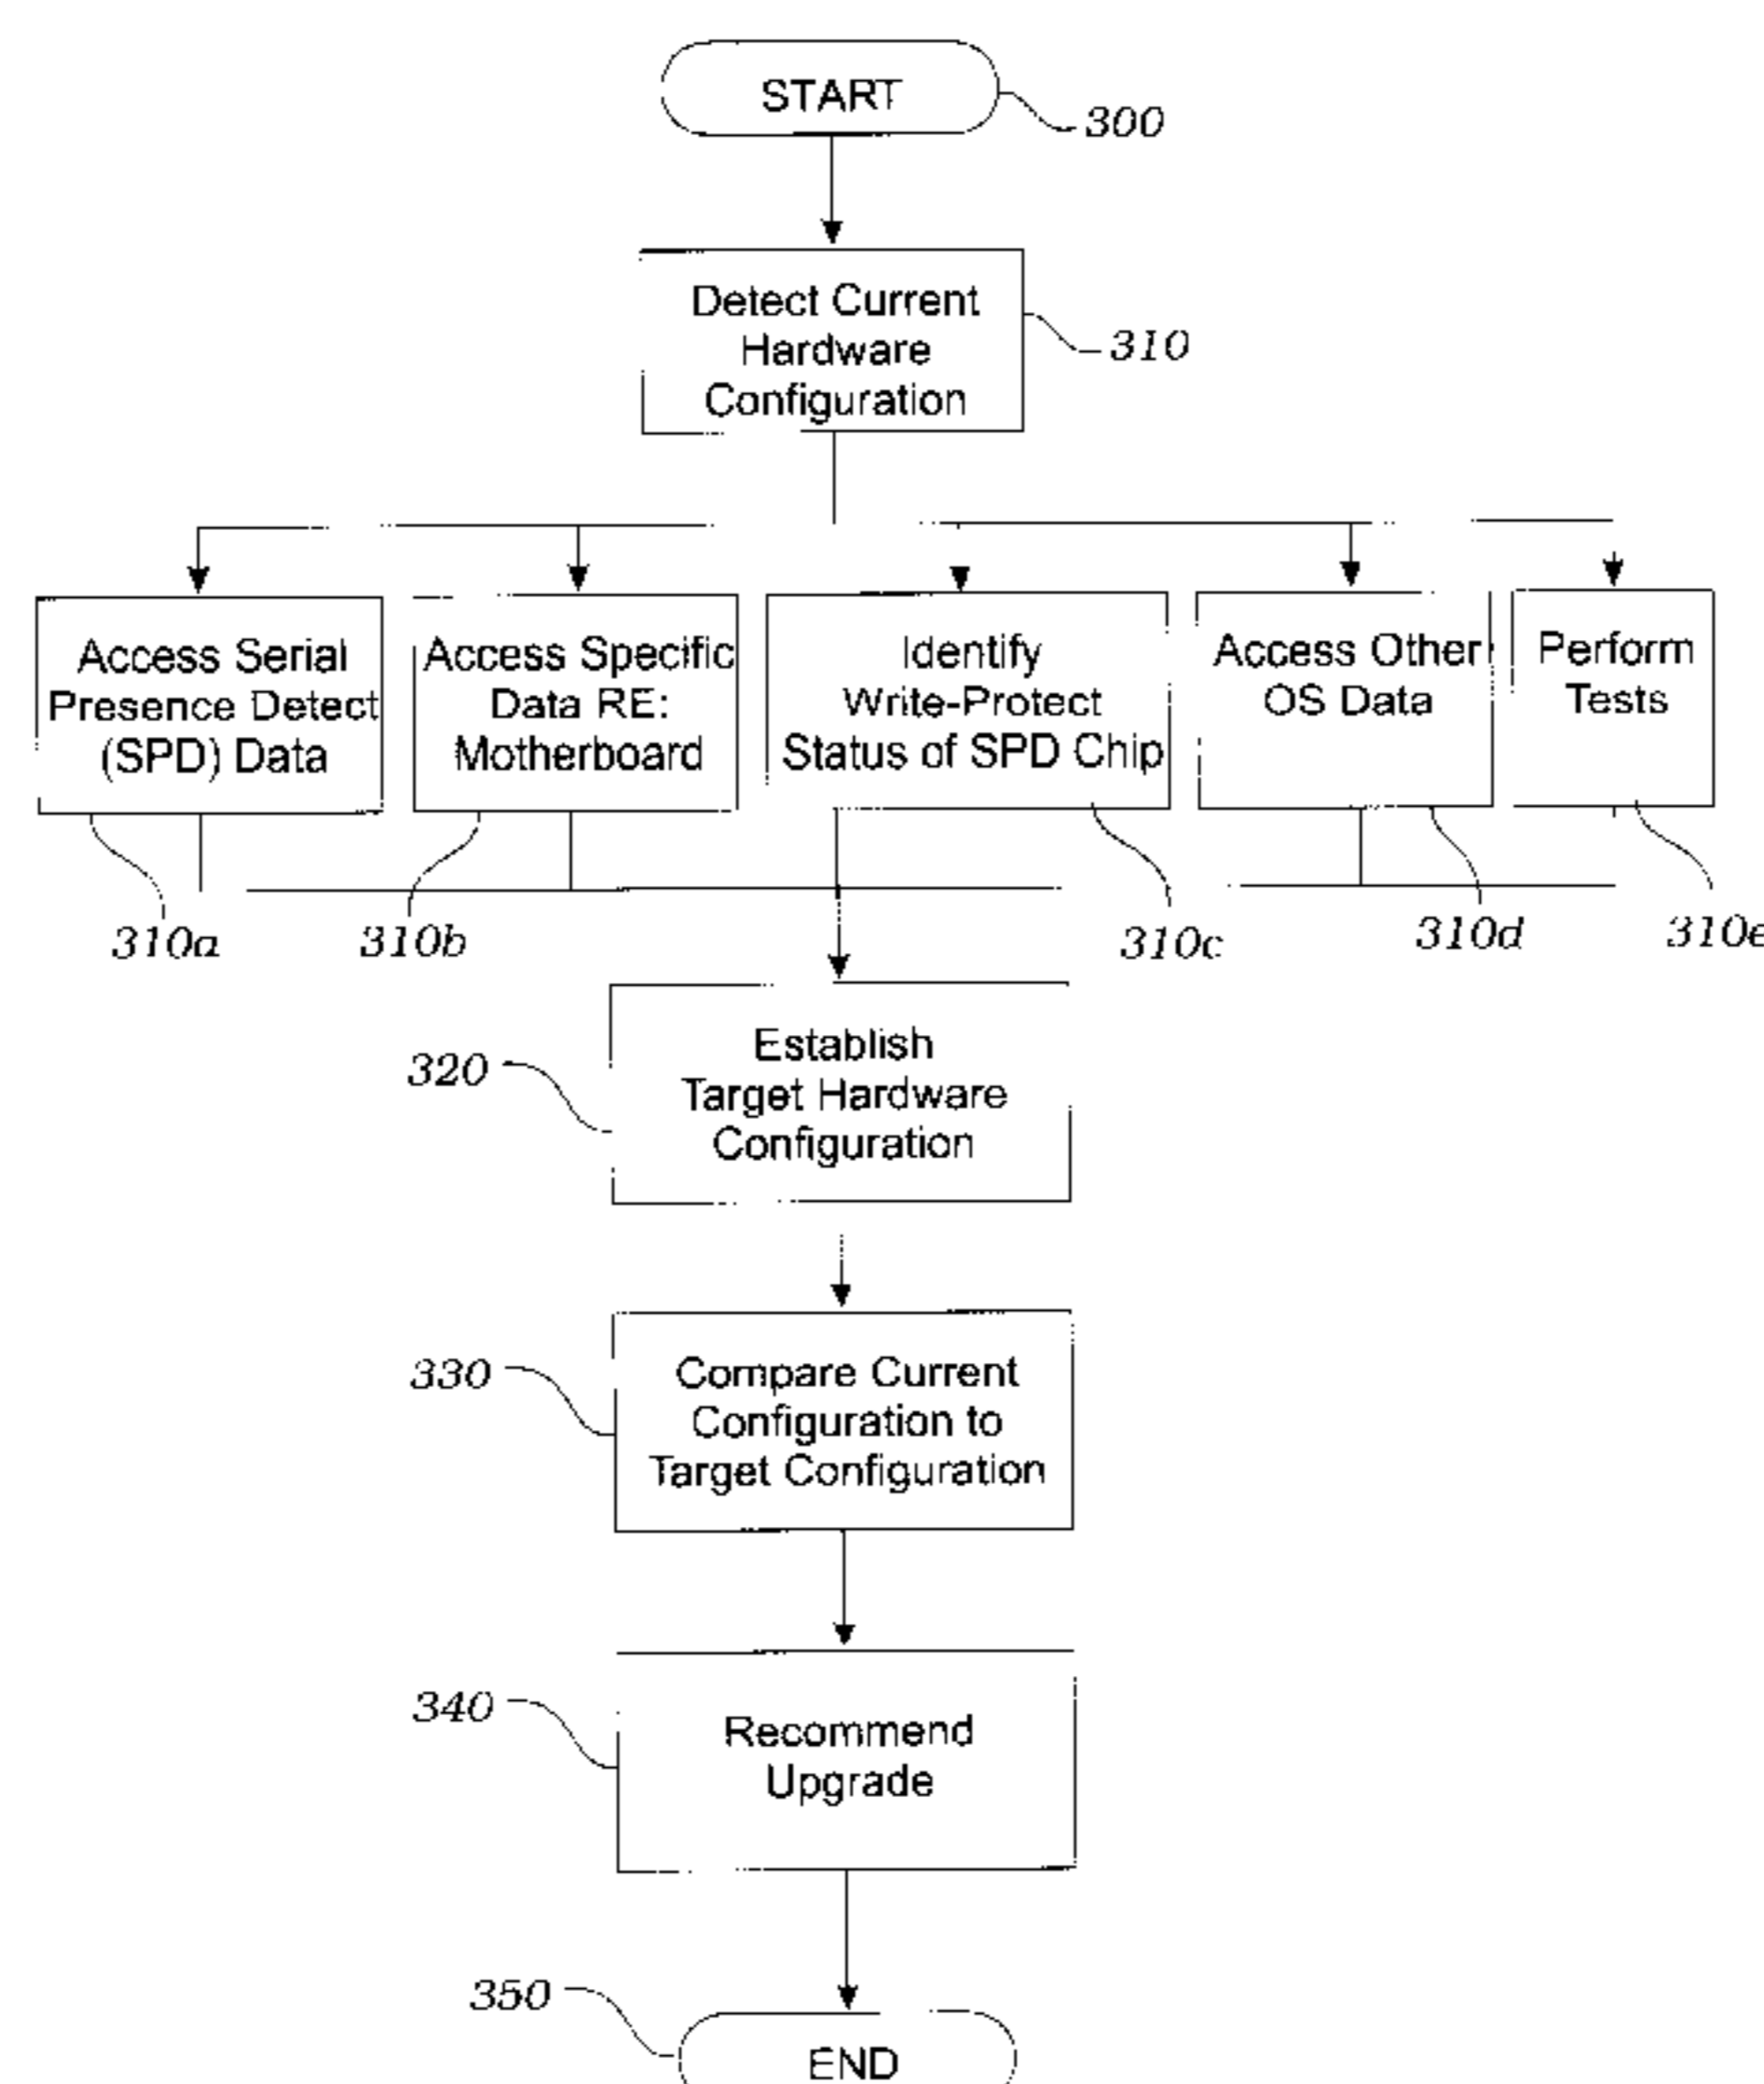 START
300
Detect Current
Hardware
Configuration
310
Access Serial
Presence Detect
(SPD) Data
Access Specific
Data RE:
Motherboard
Identify
Write-Protect
Status of SPD Chip
Access Other
OS Data
Perform
Tests
310a
310b
310c
310d
310e
Establish
Target Hardware
Configuration
320
Compare Current
Configuration to
Target Configuration
330
Recommend
Upgrade
340
350
END